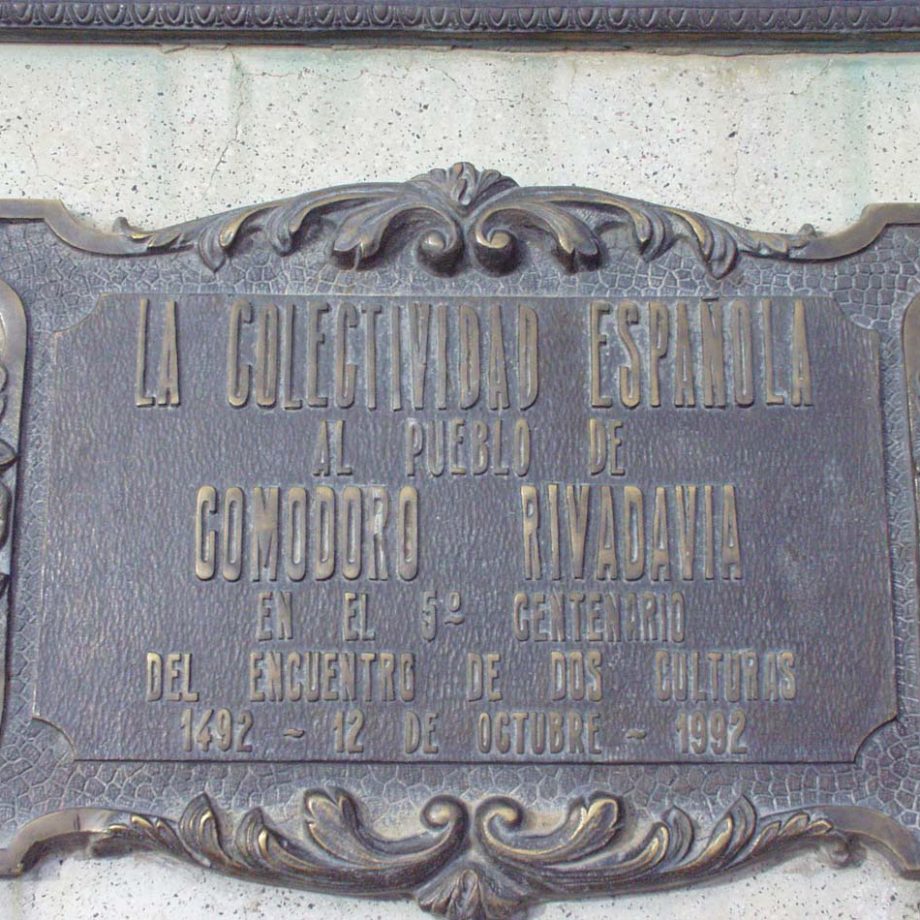 LA COLECTIVIDAD ESPAÑOLA
AL PUEBLO DE
COMODORO RIVADAVIA
EN EL 5º CENTENARIO
DEL ENCUENTRO DE DOS CULTURAS
1492 ~ 12 DE OCTUBRE ~ 1992